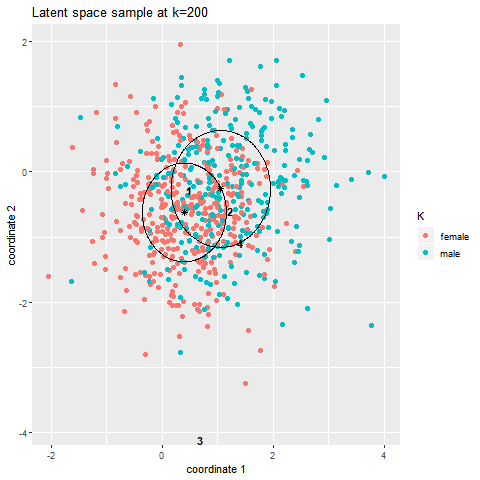 Latent space sample at k=200
2
0
-2
-4
coordinate 2
1
2
4
3
-2
0
2
4
coordinate 1
K
female
male